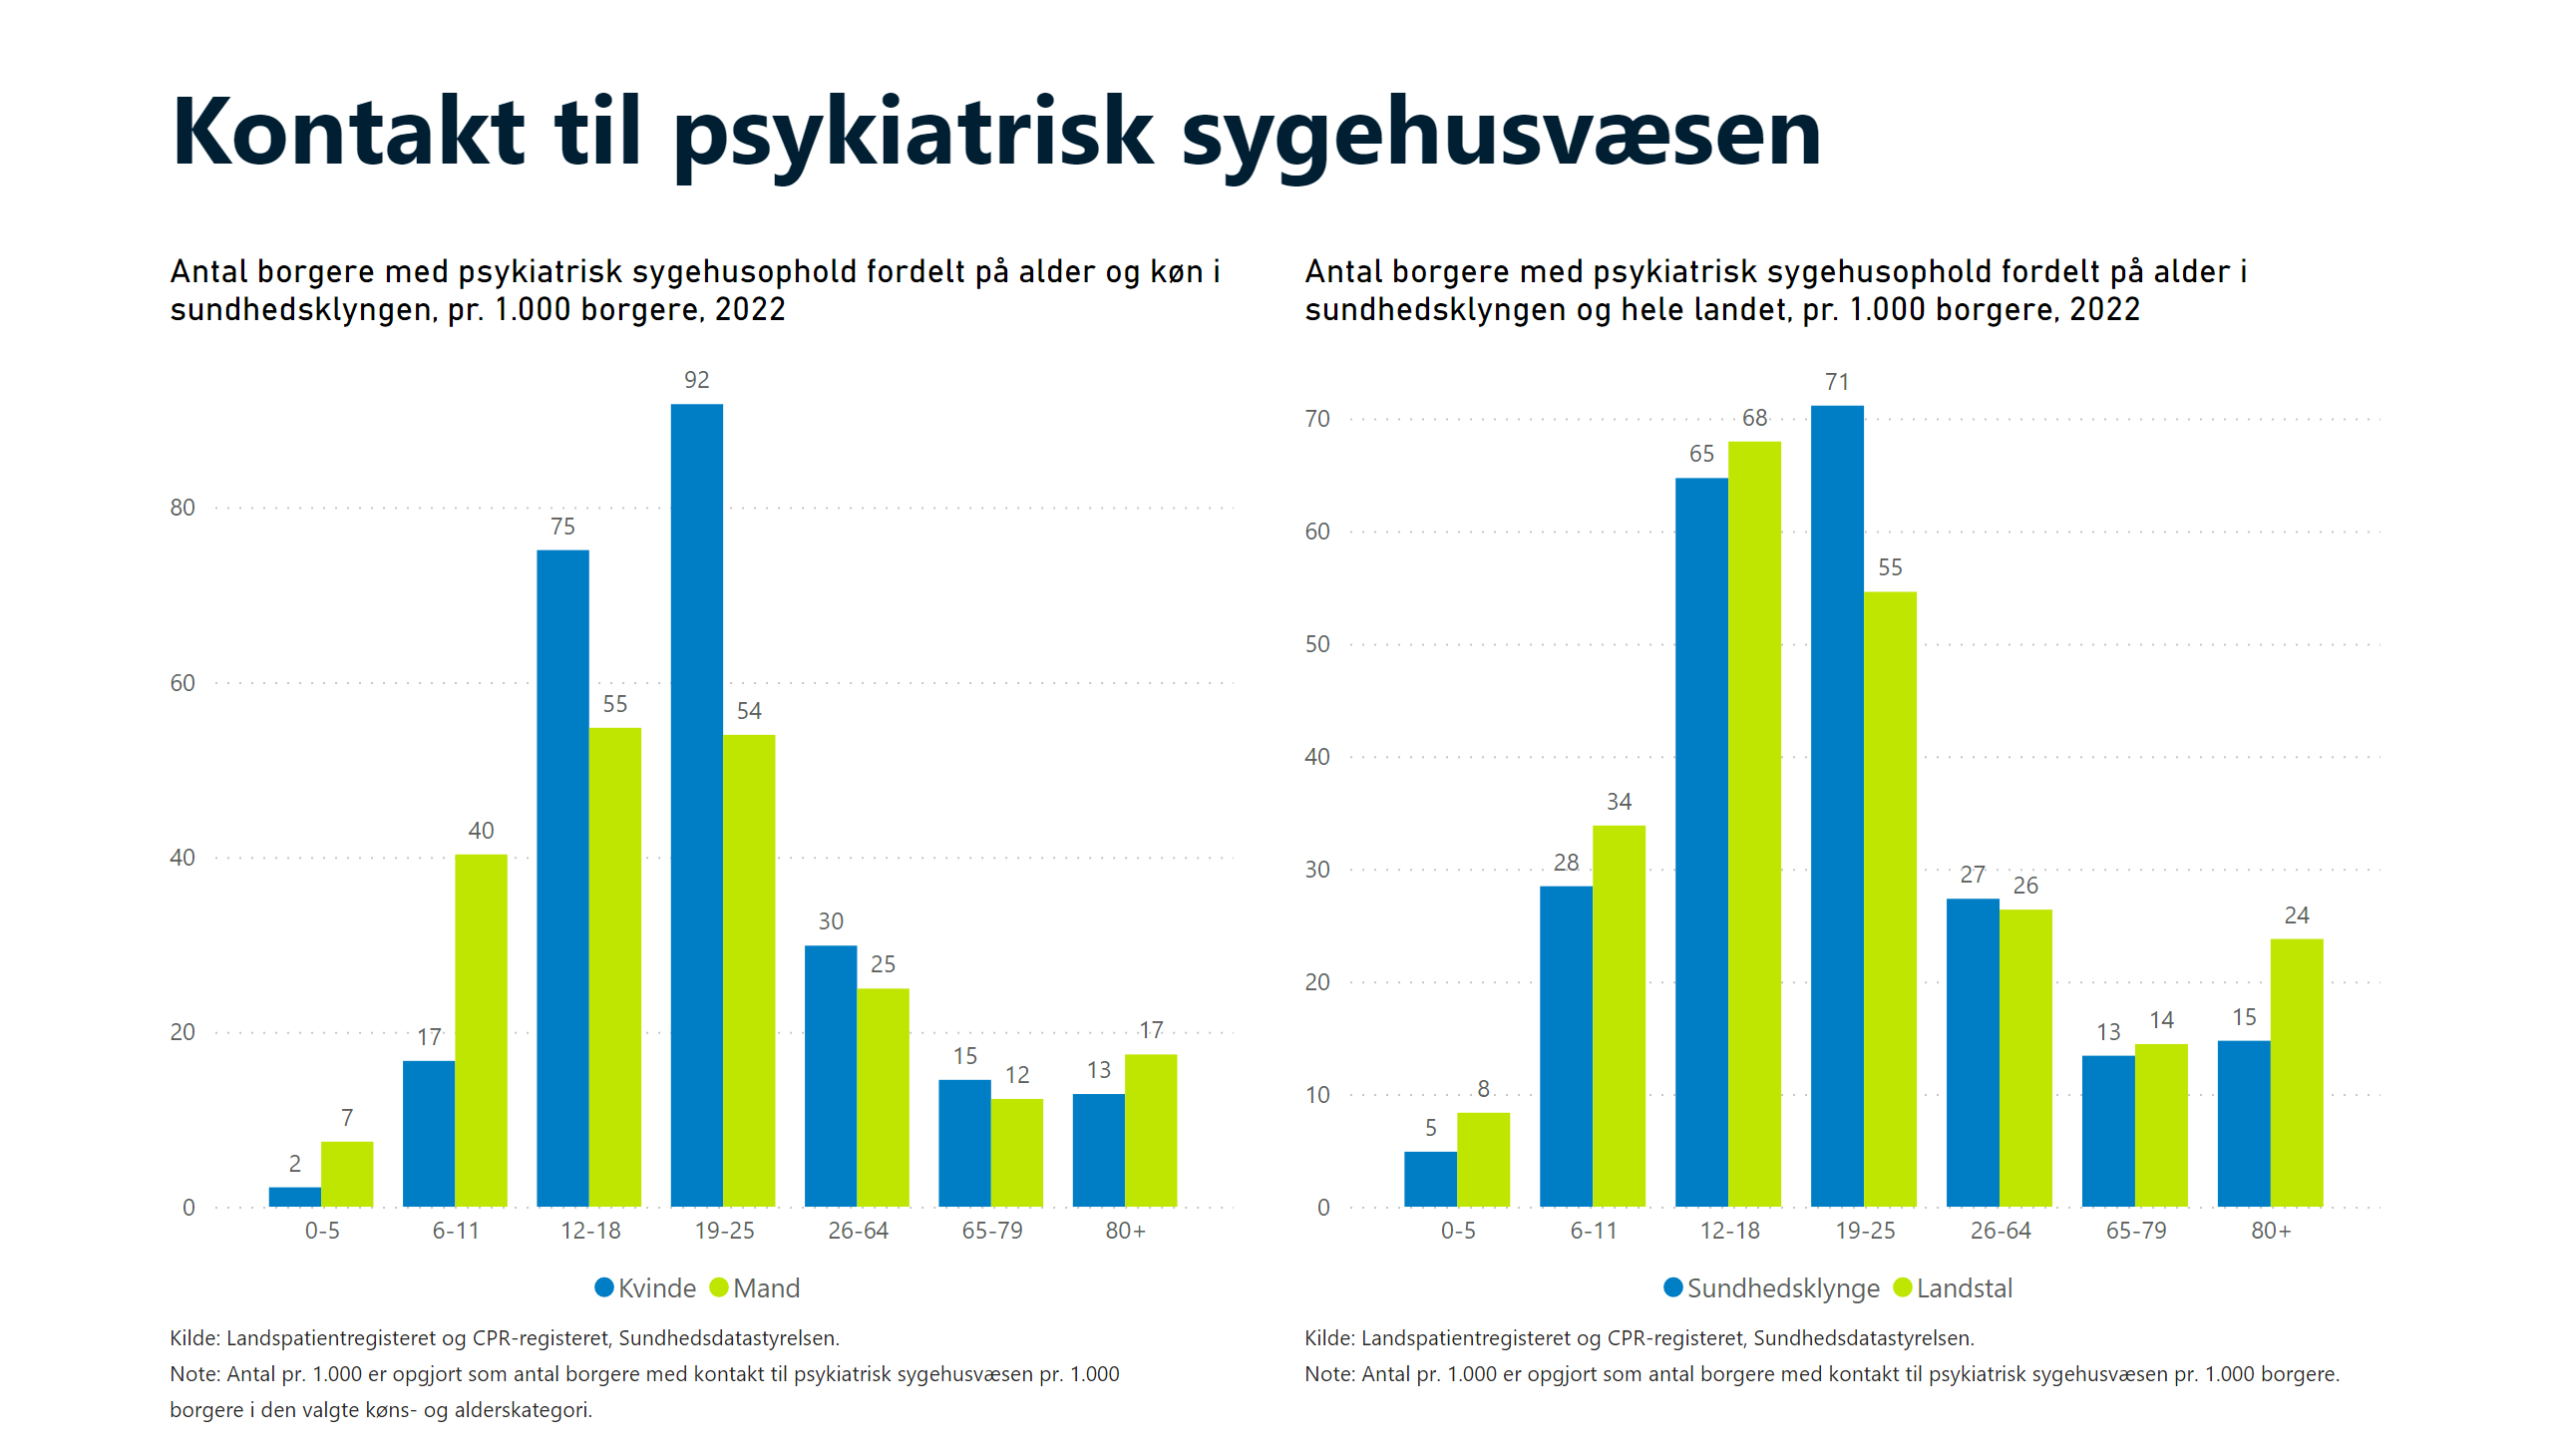 Kontakt til psykiatrisk sygehusvæsen
Antal borgere med psykiatrisk sygehusophold fordelt på alder og køn i
sundhedsklyngen, pr. 1.000 borgere, 2022
92
80
75
60
55
54
40
40
30
25
20
17
17
15
12
13
7
2
0
0-5 6-11 12-18 19-25 26-64 65-79 80+
Kvinde Mand
Kilde: Landspatientregisteret og CPR-registeret, Sundhedsdatastyrelsen.
Note: Antal pr. 1.000 er opgjort som antal borgere med kontakt til psykiatrisk sygehusvæsen pr. 1.000
borgere i den valgte køns- og alderskategori.
Antal borgere med psykiatrisk sygehusophold fordelt på alder i
sundhedsklyngen og hele landet, pr. 1.000 borgere, 2022
71
70
68
65
60
55
50
40
34
30
28
27
26
24
20
15
14
13
10
8
5
0
0-5 6-11 12-18 19-25 26-64 65-79 80+
Sundhedsklynge Landstal
Kilde: Landspatientregisteret og CPR-registeret, Sundhedsdatastyrelsen.
Note: Antal pr. 1.000 er opgjort som antal borgere med kontakt til psykiatrisk sygehusvæsen pr. 1.000 borgere.